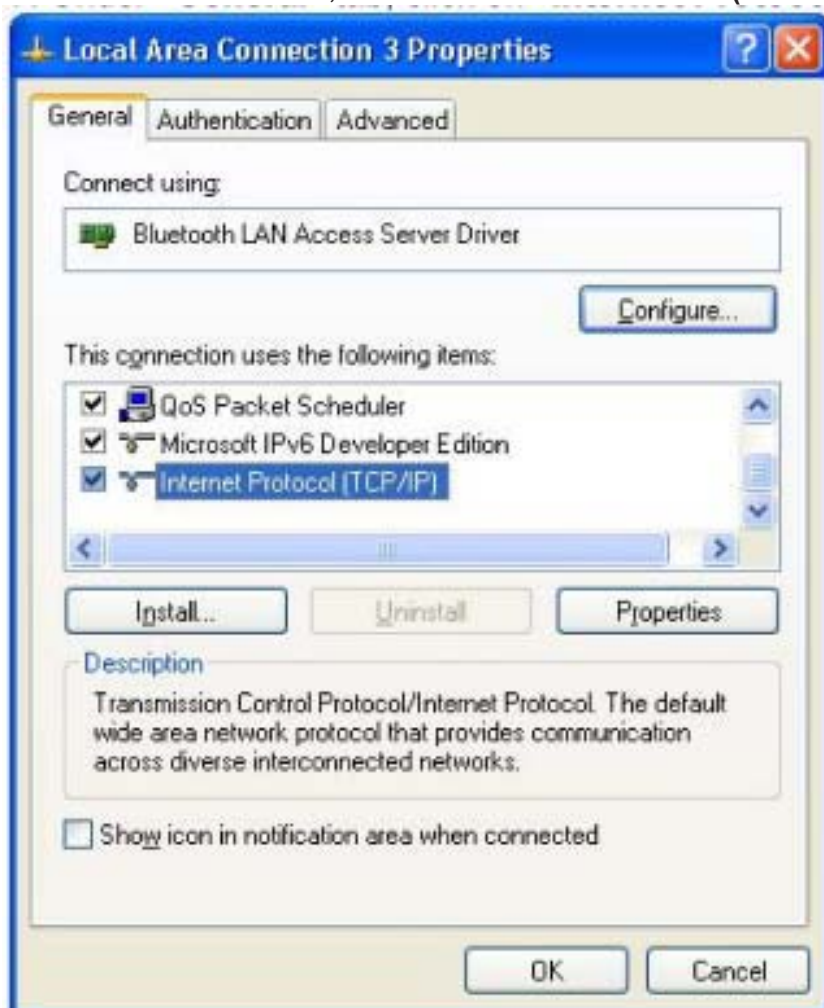 Local Area Connection 3 Properties
General Authentication Advanced
Connect using:
Bluetooth LAN Access Server Driver
Configure...
This connection uses the following items:
QoS Packet Scheduler
Microsoft IPv6 Developer Edition
Internet Protocol (TCP/IP)
Install... Uninstall Properties
Description
Transmission Control Protocol/Internet Protocol. The default
wide area network protocol that provides communication
across diverse interconnected networks.
Show icon in notification area when connected
OK Cancel